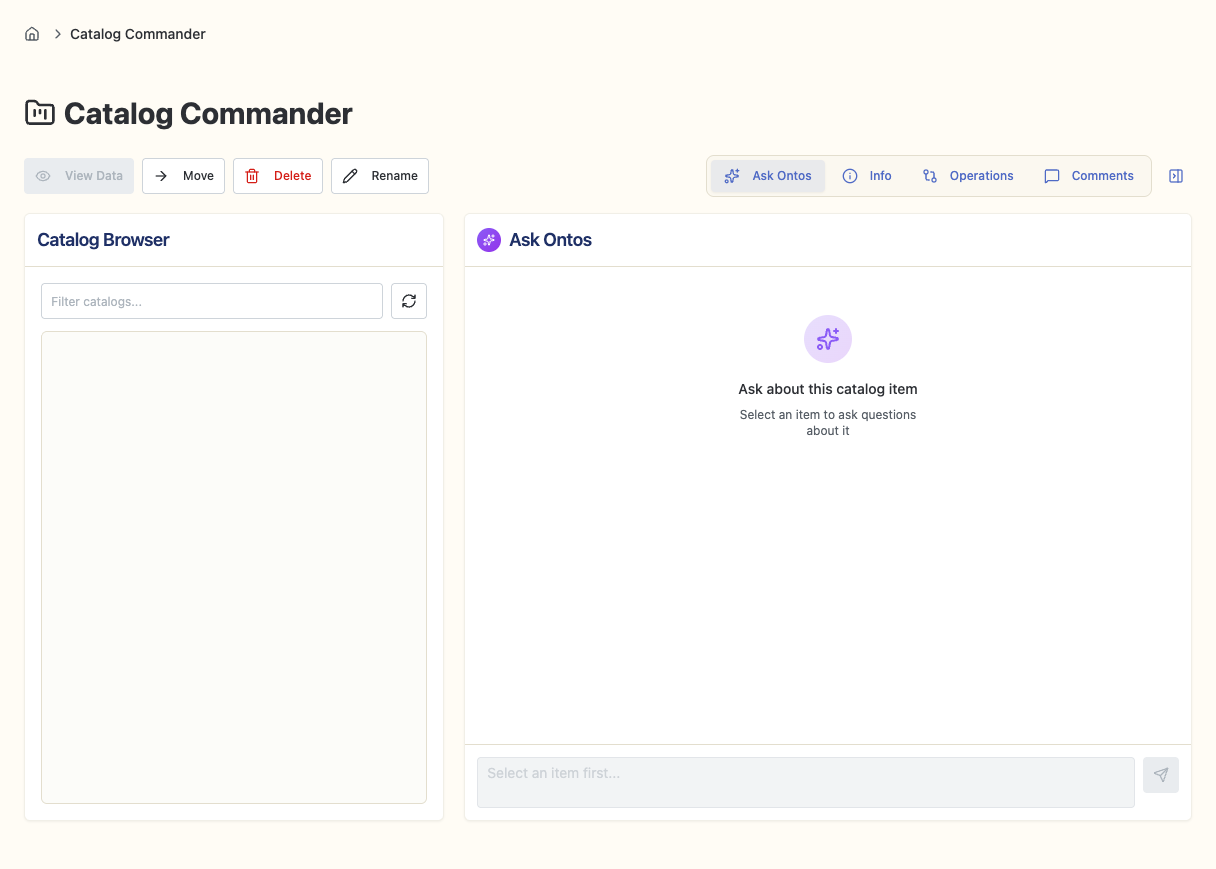 Catalog Commander
Catalog Commander
View Data
Move
Delete
Rename
Ask Ontos
Info
Operations
Comments
Catalog Browser
Filter catalogs...
Ask Ontos
Ask about this catalog item
Select an item to ask questions
about it
Select an item first...